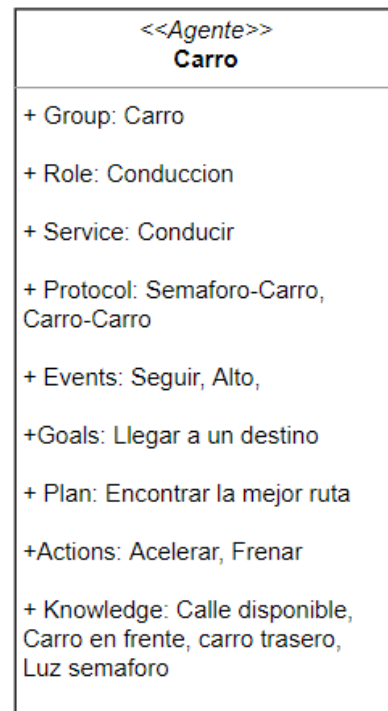 <<Agente>>
Carro
+ Group: Carro
+ Role: Conduccion
+ Service: Conducir
+ Protocol: Semaforo-Carro,
Carro-Carro
+ Events: Seguir, Alto,
+Goals: Llegar a un destino
+ Plan: Encontrar la mejor ruta
+Actions: Acelerar, Frenar
+ Knowledge: Calle disponible,
Carro en frente, carro trasero,
Luz semaforo